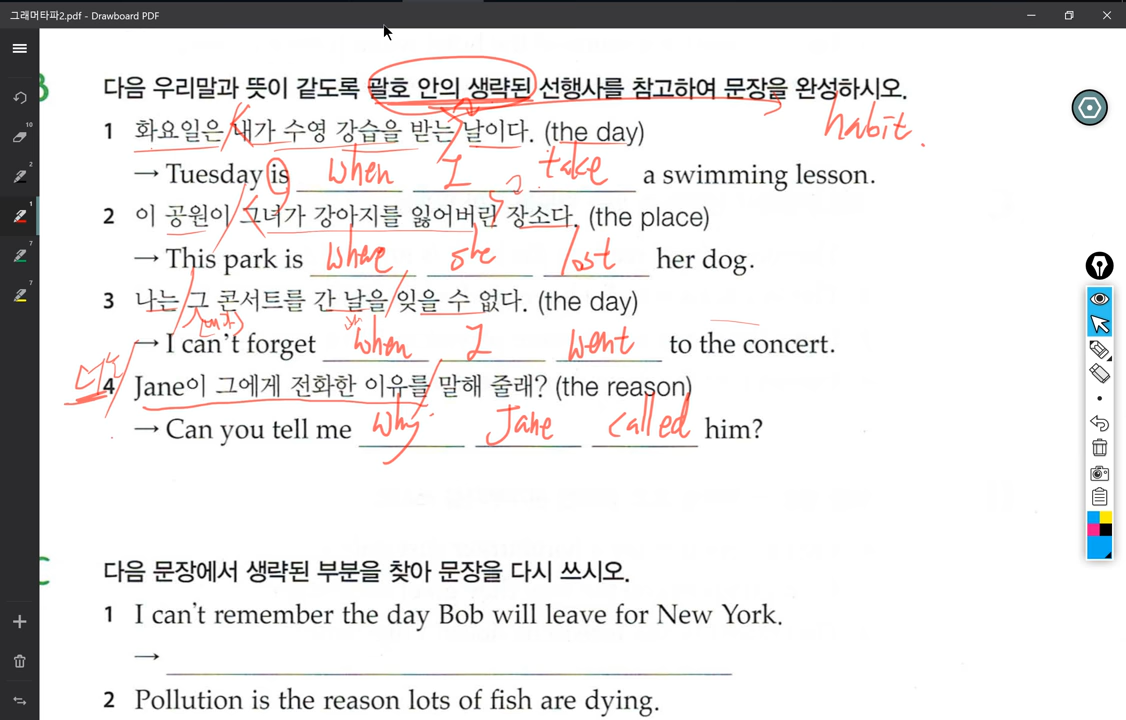 그래머타파2.pdf - Drawboard PDF
다음 우리말과 뜻이 같도록 괄호 안의 생략된 선행사를 참고하여 문장을 완성하시오.
habit.
1 화요일은 내가 수영 강습을 받는 날이다. (the day)
→ Tuesday is when I take a swimming lesson.
2 이 공원이 그녀가 강아지를 잃어버린 장소다. (the place)
→ This park is where she lost her dog.
3 나는 그 콘서트를 간 날을 잊을 수 없다. (the day)
→ I can't forget when I went to the concert.
4 Jane이 그에게 전화한 이유를 말해 줄래? (the reason)
→ Can you tell me why Jane called him?
C 다음 문장에서 생략된 부분을 찾아 문장을 다시 쓰시오.
1 I can't remember the day Bob will leave for New York.
→
2 Pollution is the reason lots of fish are dying.